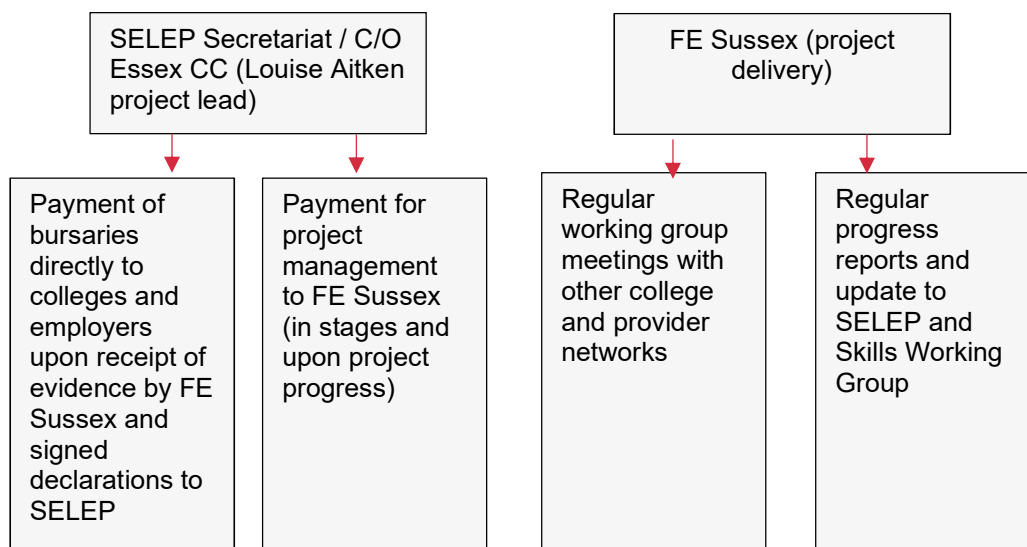 SELEP Secretariat / C/O
Essex CC (Louise Aitken
project lead)
FE Sussex (project
delivery)
Payment of
bursaries
directly to
colleges and
employers
upon receipt of
evidence by FE
Sussex and
signed
declarations to
SELEP
Payment for
project
management
to FE Sussex
(in stages and
upon project
progress)
Regular
working group
meetings with
other college
and provider
networks
Regular
progress
reports and
update to
SELEP and
Skills Working
Group